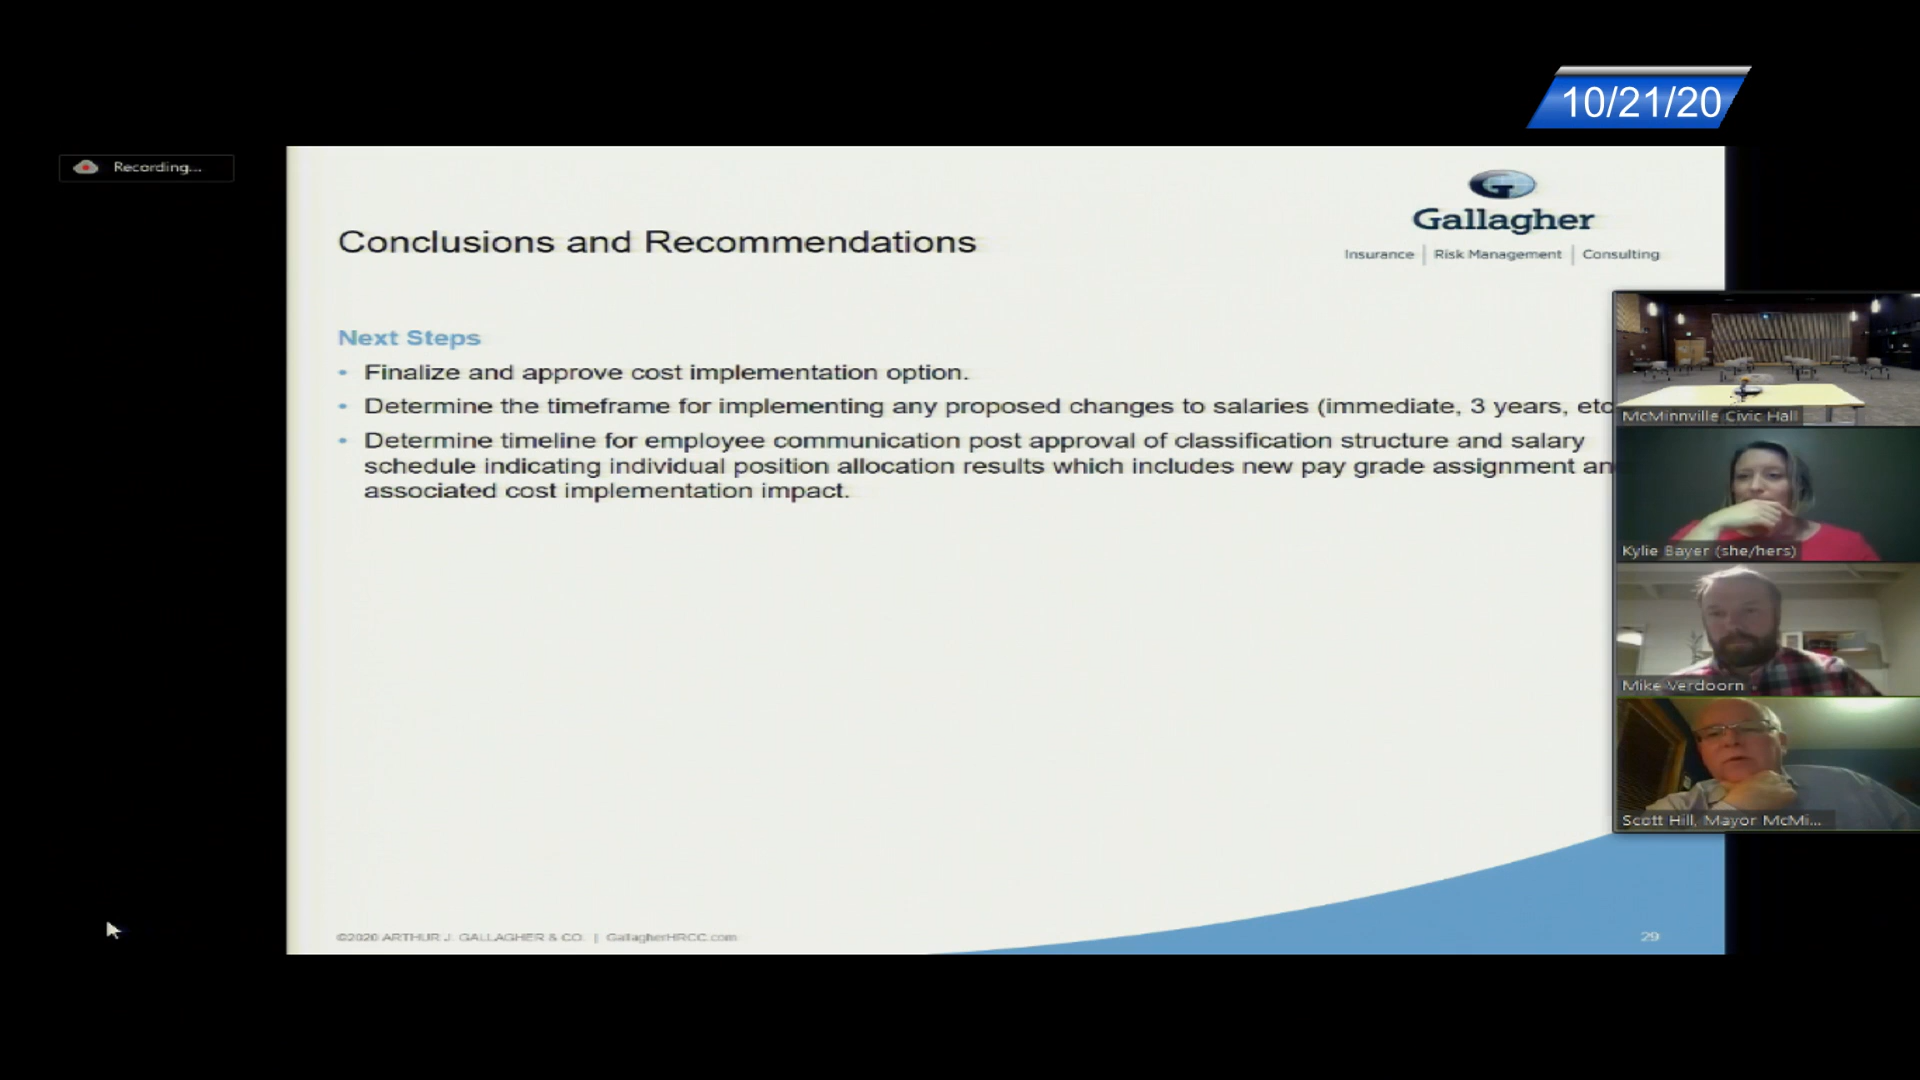 10/21/20
Recording...
Gallagher
Insurance | Risk Management | Consulting
Conclusions and Recommendations
Next Steps
• Finalize and approve cost implementation option.
• Determine the timeframe for implementing any proposed changes to salaries (immediate, 3 years, etc
• Determine timeline for employee communication post approval of classification structure and salary
schedule indicating individual position allocation results which includes new pay grade assignment an
associated cost implementation impact.
McMinnville Civic Hall
Kylie Bayer (she/hers)
Mike Verdoorn
Scott Hill, Mayor McMi...
©2020 ARTHUR J. GALLAGHER & CO. | GallagherHRCC.com
29